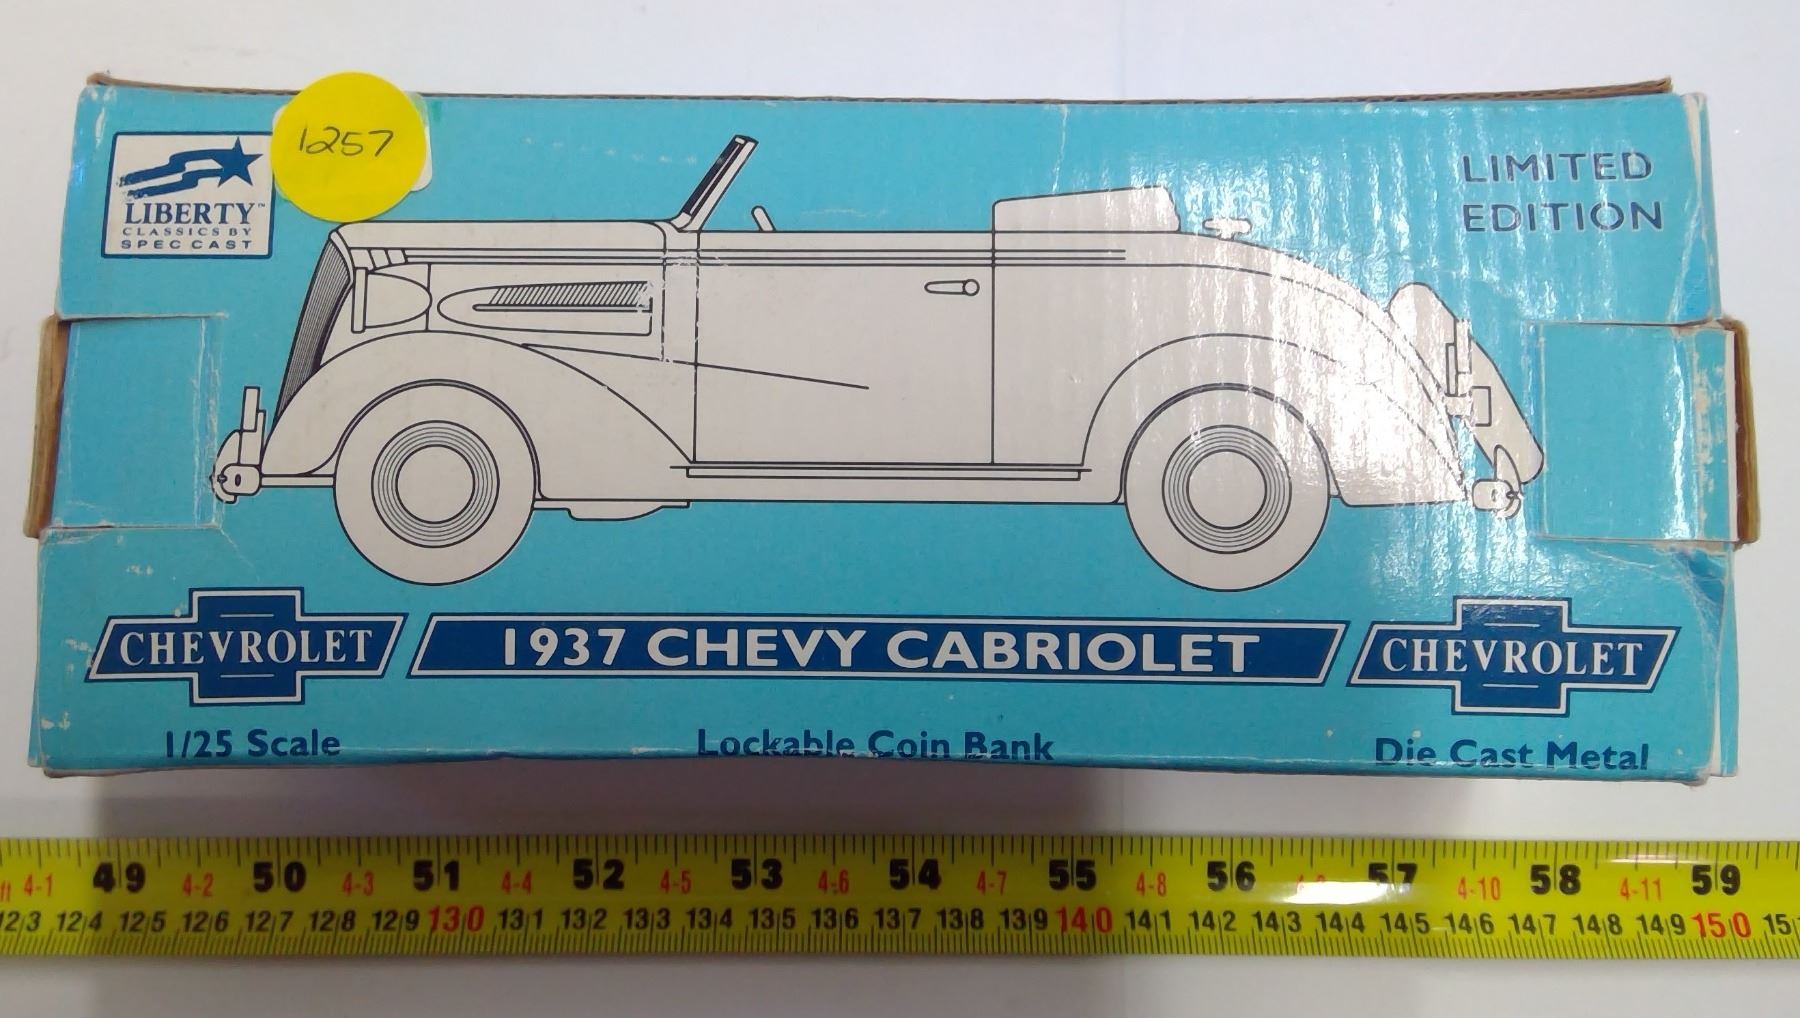 1257
LIBERTY™
CLASSICS BY
SPEC CAST
LIMITED
EDITION
CHEVROLET
1937 CHEVY CABRIOLET
CHEVROLET
1/25 Scale
Lockable Coin Bank
Die Cast Metal
ft 4-1 49 4-2 50 4-3 51 4-4 52 4-5 53 4-6 54 4-7 55 4-8 56 57 4-10 58 4-11 59
123 124 125 126 127 128 129 130 131 132 133 134 135 136 137 138 139 140 141 142 143 144 145 146 147 148 149 150